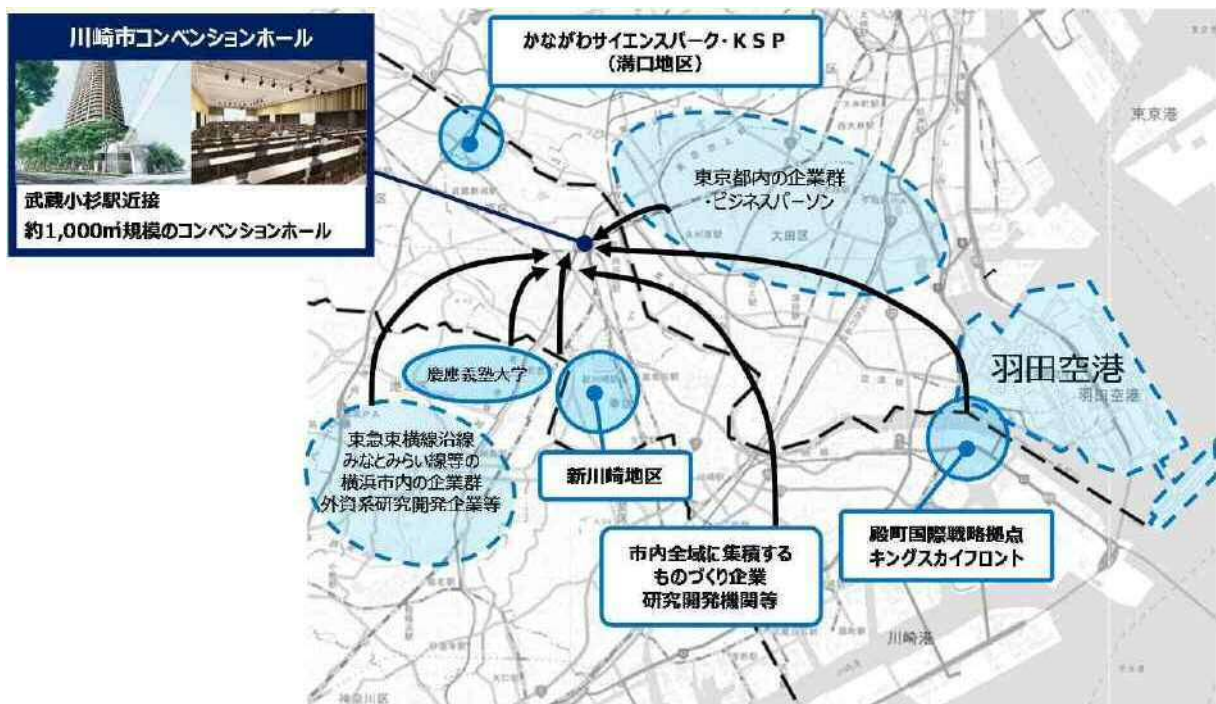 川崎市コンベンションホール
武蔵小杉駅近接
約1,000㎡規模のコンベンションホール
かながわサイエンスパーク・KSP
(溝口地区)
東京港
東京都内の企業群
・ビジネスパーソン
大田区
羽田空港
羽田空港
慶應義塾大学
東急東横線沿線
みなとみらい線等の
横浜市内の企業群
外資系研究開発企業等
新川崎地区
市内全域に集積する
ものづくり企業
研究開発機関等
殿町国際戦略拠点
キングスカイフロント
川崎港
神奈川区